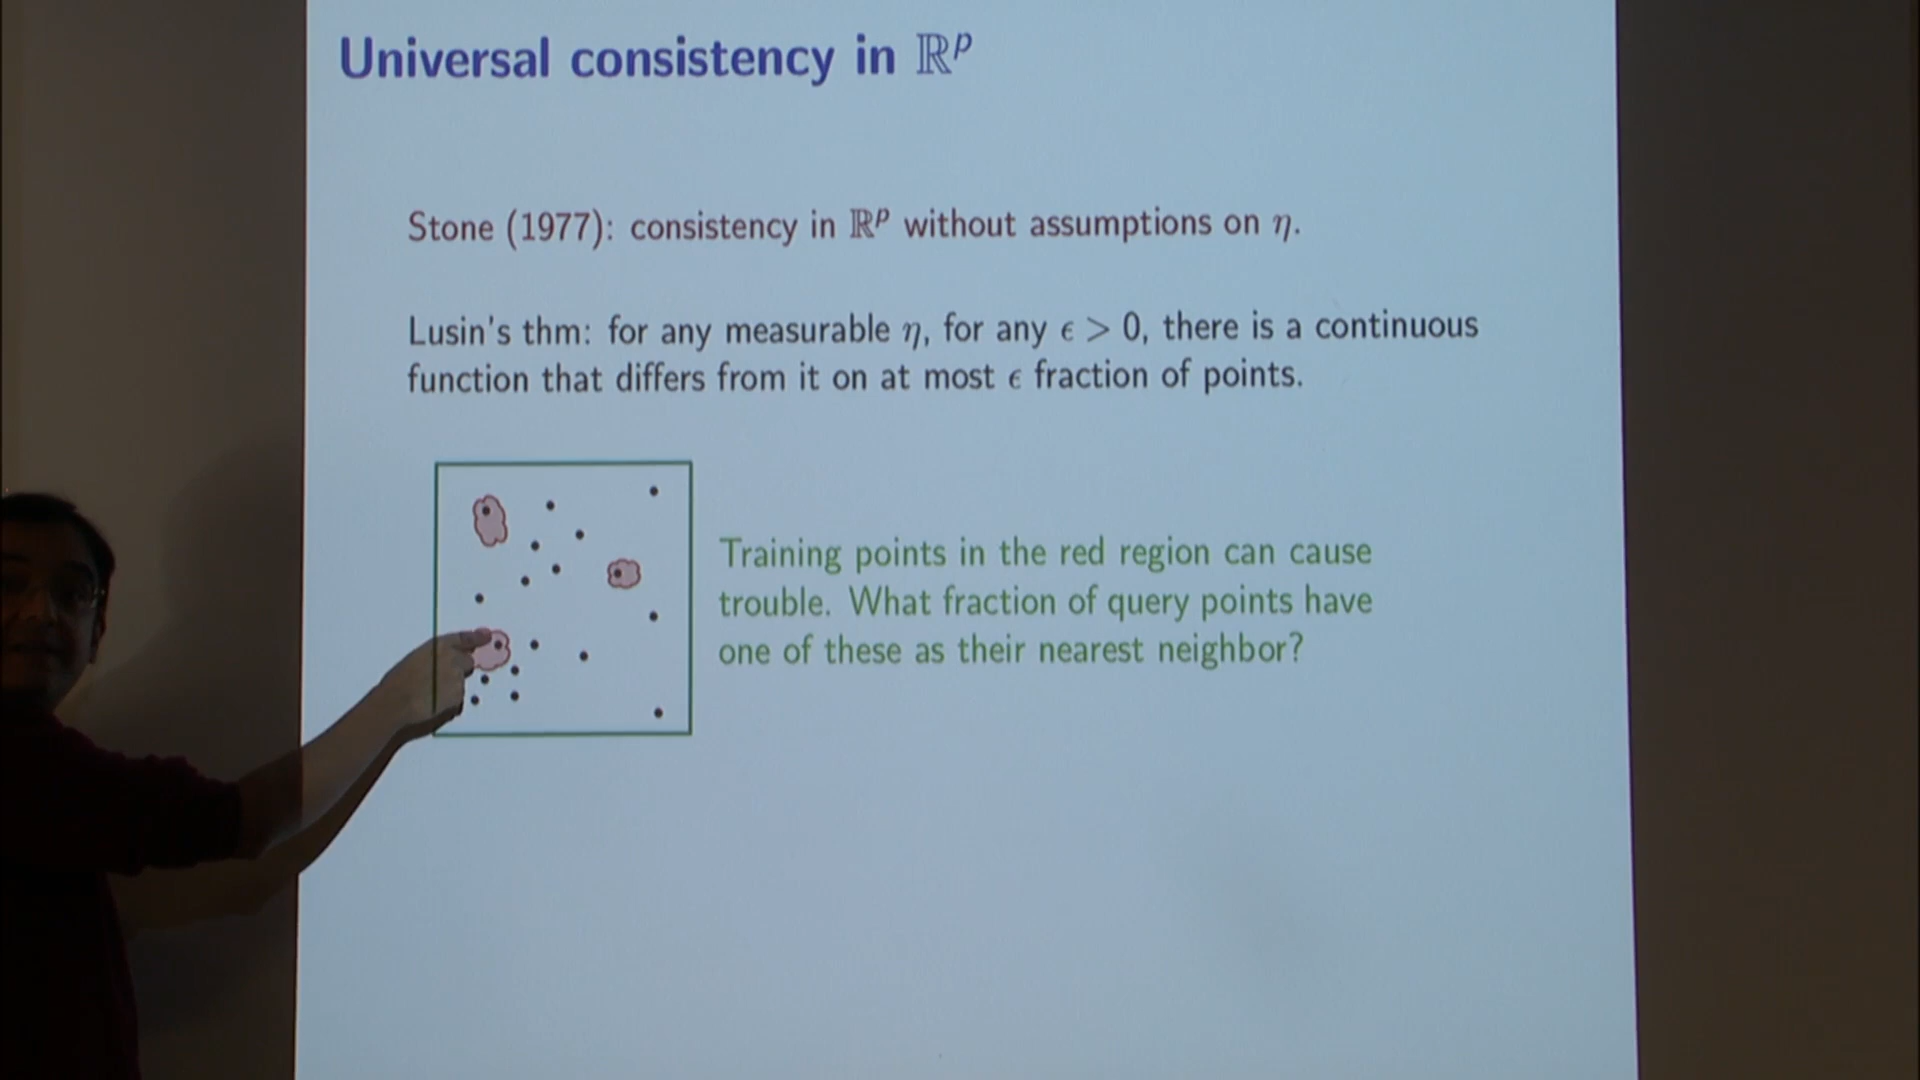 Universal consistency in ℝᵖ
Stone (1977): consistency in ℝᵖ without assumptions on η.
Lusin's thm: for any measurable η, for any ϵ > 0, there is a continuous
function that differs from it on at most ϵ fraction of points.
Training points in the red region can cause
trouble. What fraction of query points have
one of these as their nearest neighbor?